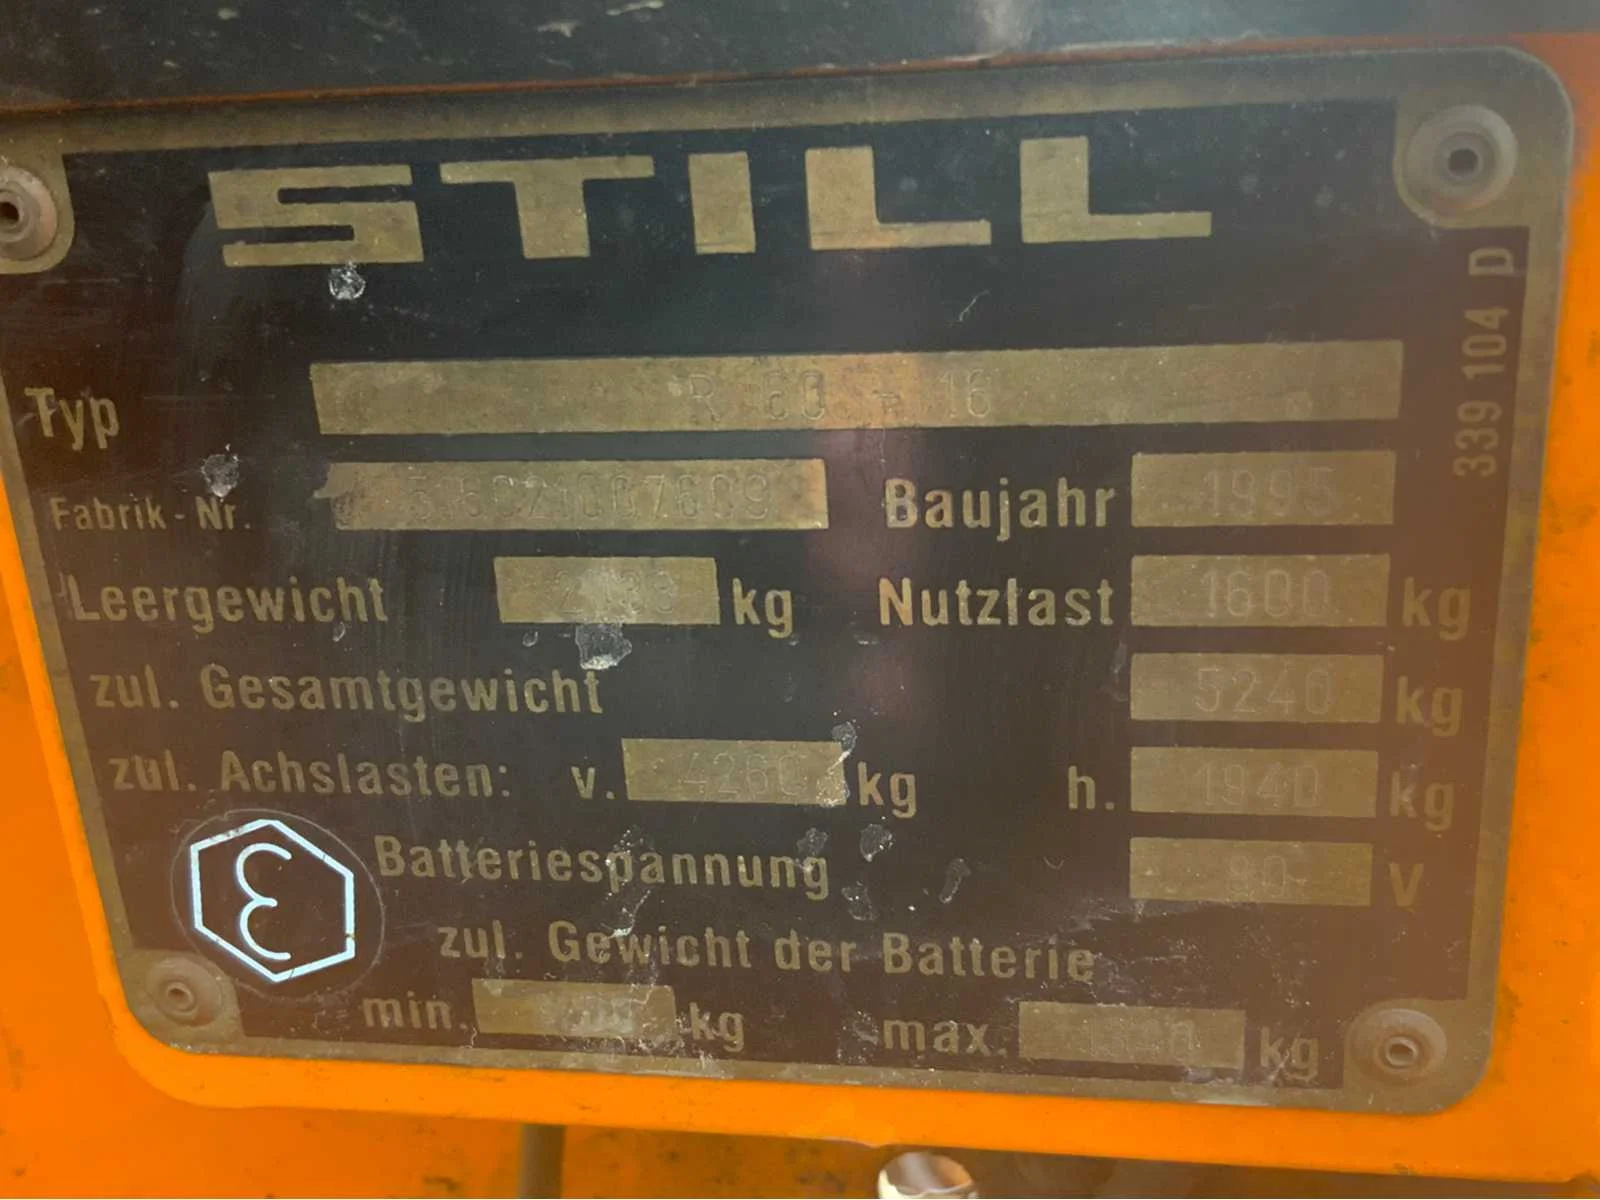 STILL
Typ R 60 - 16
Fabrik-Nr. Baujahr 1995
Leergewicht kg Nutzlast 1600 kg
zul. Gesamtgewicht 5240 kg
zul. Achslasten: v. 4260 kg h. 1940 kg
Batteriespannung 80 V
zul. Gewicht der Batterie
min. kg max. kg
339 104 D